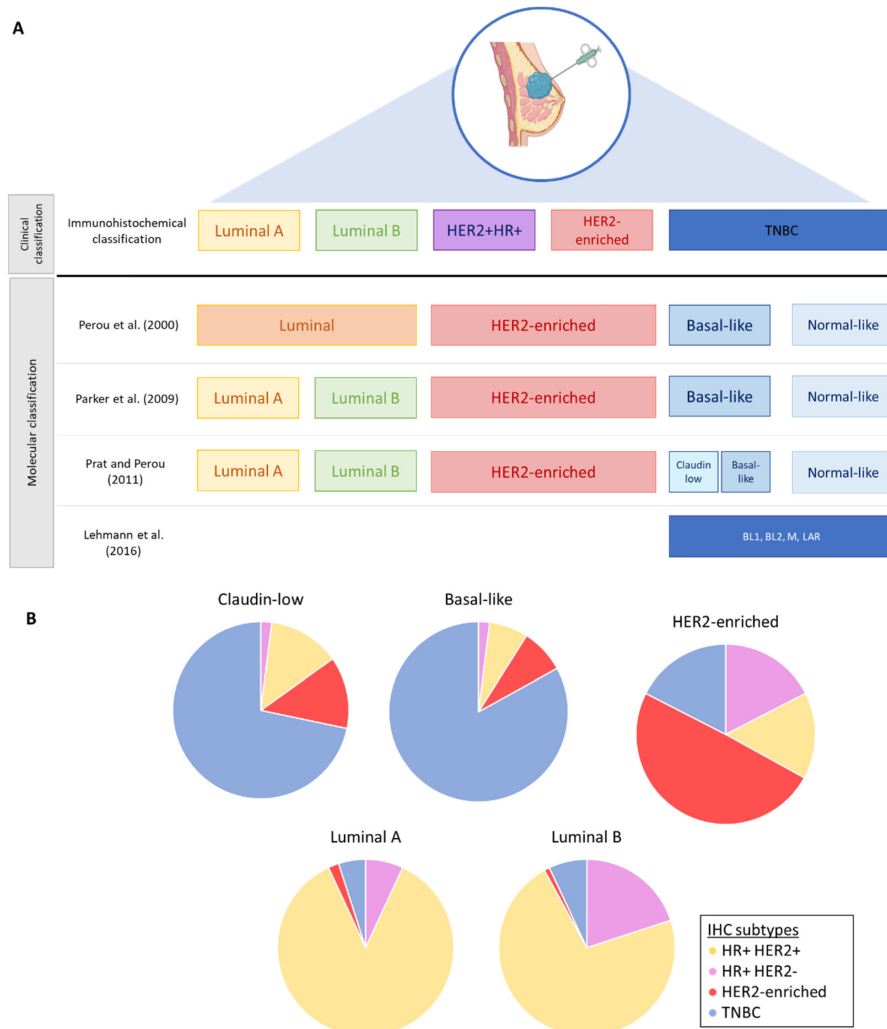 A
Clinical
classification
Immunohistochemical
classification
Luminal A
Luminal B
HER2+HR+
HER2-
enriched
TNBC
Molecular classification
Perou et al. (2000)
Luminal
HER2-enriched
Basal-like
Normal-like
Parker et al. (2009)
Luminal A
Luminal B
HER2-enriched
Basal-like
Normal-like
Prat and Perou
(2011)
Luminal A
Luminal B
HER2-enriched
Claudin
low
Basal-
like
Normal-like
Lehmann et al.
(2016)
BL1, BL2, M, LAR
B
Claudin-low
Basal-like
HER2-enriched
Luminal A
Luminal B
IHC subtypes
HR+ HER2+
HR+ HER2-
HER2-enriched
TNBC